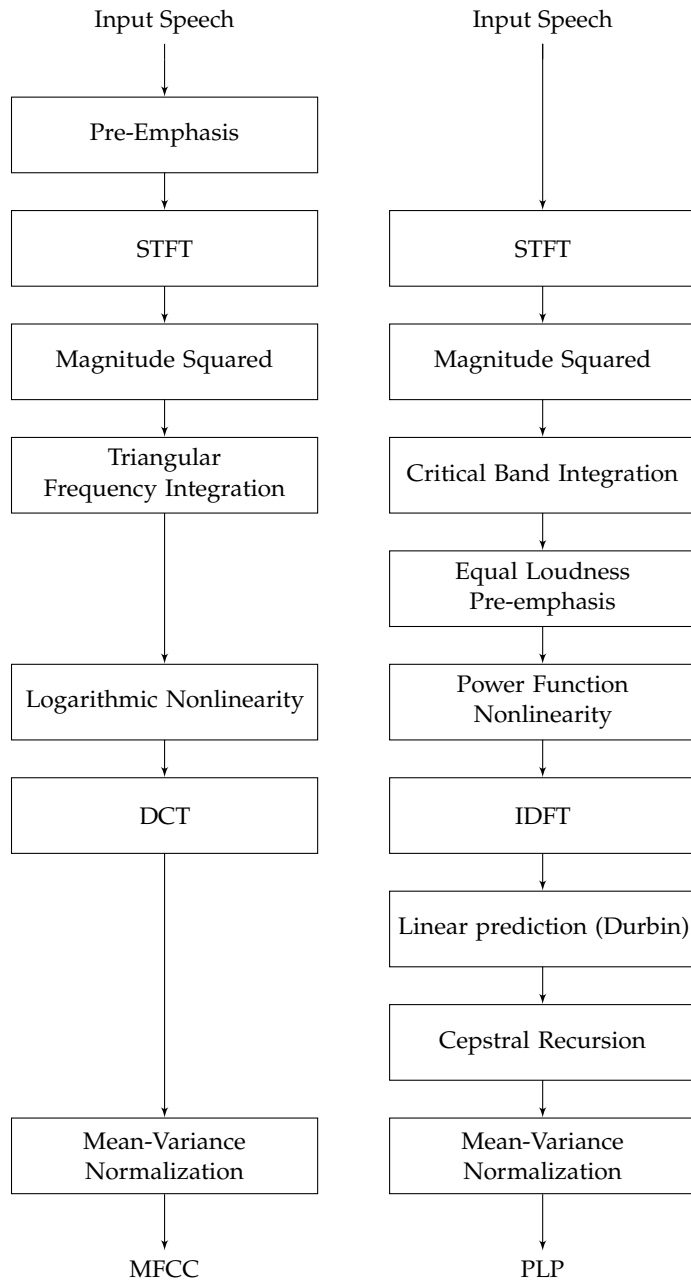 Input Speech
Pre-Emphasis
STFT
Magnitude Squared
Triangular
Frequency Integration
Logarithmic Nonlinearity
DCT
Mean-Variance
Normalization
MFCC
Input Speech
STFT
Magnitude Squared
Critical Band Integration
Equal Loudness
Pre-emphasis
Power Function
Nonlinearity
IDFT
Linear prediction (Durbin)
Cepstral Recursion
Mean-Variance
Normalization
PLP